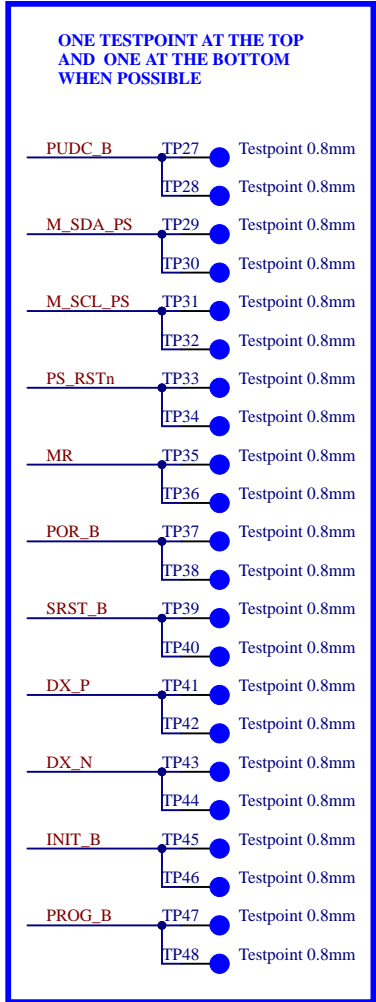 ONE TESTPOINT AT THE TOP
AND ONE AT THE BOTTOM
WHEN POSSIBLE
PUDC_B TP27 Testpoint 0.8mm
TP28 Testpoint 0.8mm
M_SDA_PS TP29 Testpoint 0.8mm
TP30 Testpoint 0.8mm
M_SCL_PS TP31 Testpoint 0.8mm
TP32 Testpoint 0.8mm
PS_RSTn TP33 Testpoint 0.8mm
TP34 Testpoint 0.8mm
MR TP35 Testpoint 0.8mm
TP36 Testpoint 0.8mm
POR_B TP37 Testpoint 0.8mm
TP38 Testpoint 0.8mm
SRST_B TP39 Testpoint 0.8mm
TP40 Testpoint 0.8mm
DX_P TP41 Testpoint 0.8mm
TP42 Testpoint 0.8mm
DX_N TP43 Testpoint 0.8mm
TP44 Testpoint 0.8mm
INIT_B TP45 Testpoint 0.8mm
TP46 Testpoint 0.8mm
PROG_B TP47 Testpoint 0.8mm
TP48 Testpoint 0.8mm